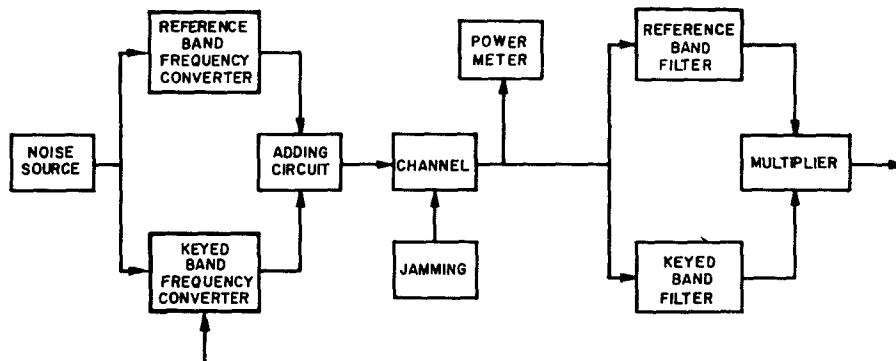 REFERENCE
BAND
FREQUENCY
CONVERTER
POWER
METER
REFERENCE
BAND
FILTER
NOISE
SOURCE
ADDING
CIRCUIT
CHANNEL
MULTIPLIER
KEYED
BAND
FREQUENCY
CONVERTER
JAMMING
KEYED
BAND
FILTER